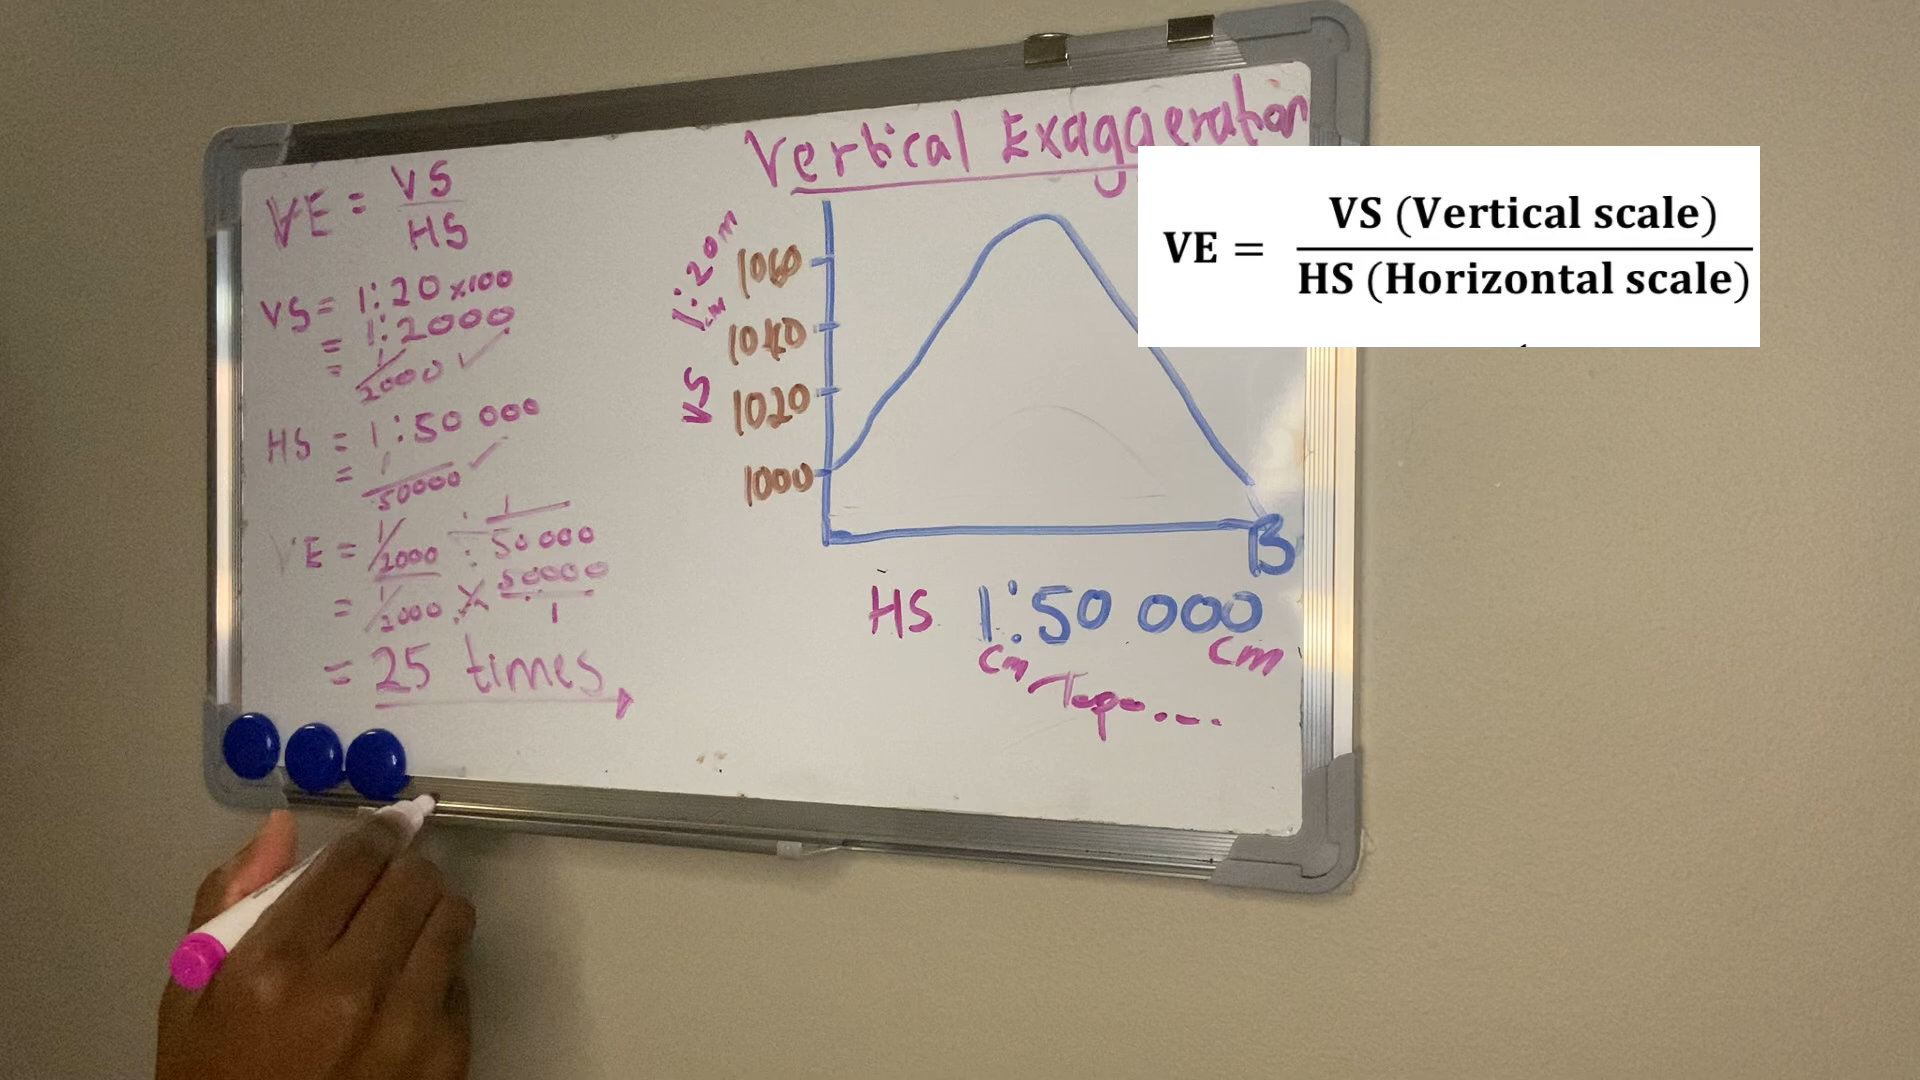 Vertical Exaggeration
VE = VS (Vertical scale)
HS (Horizontal scale)
VE = VS
HS
VS = 1:20 x100
= 1:2000
= 1/2000 ✓
HS = 1:50 000
= 1
50000 ✓
VE = 1/2000 ÷ 1
50 000
= 1/2000 X 50000
1
= 25 times
1:20m
cm
VS
1060
1040
1020
1000
B
HS 1:50 000
cm cm